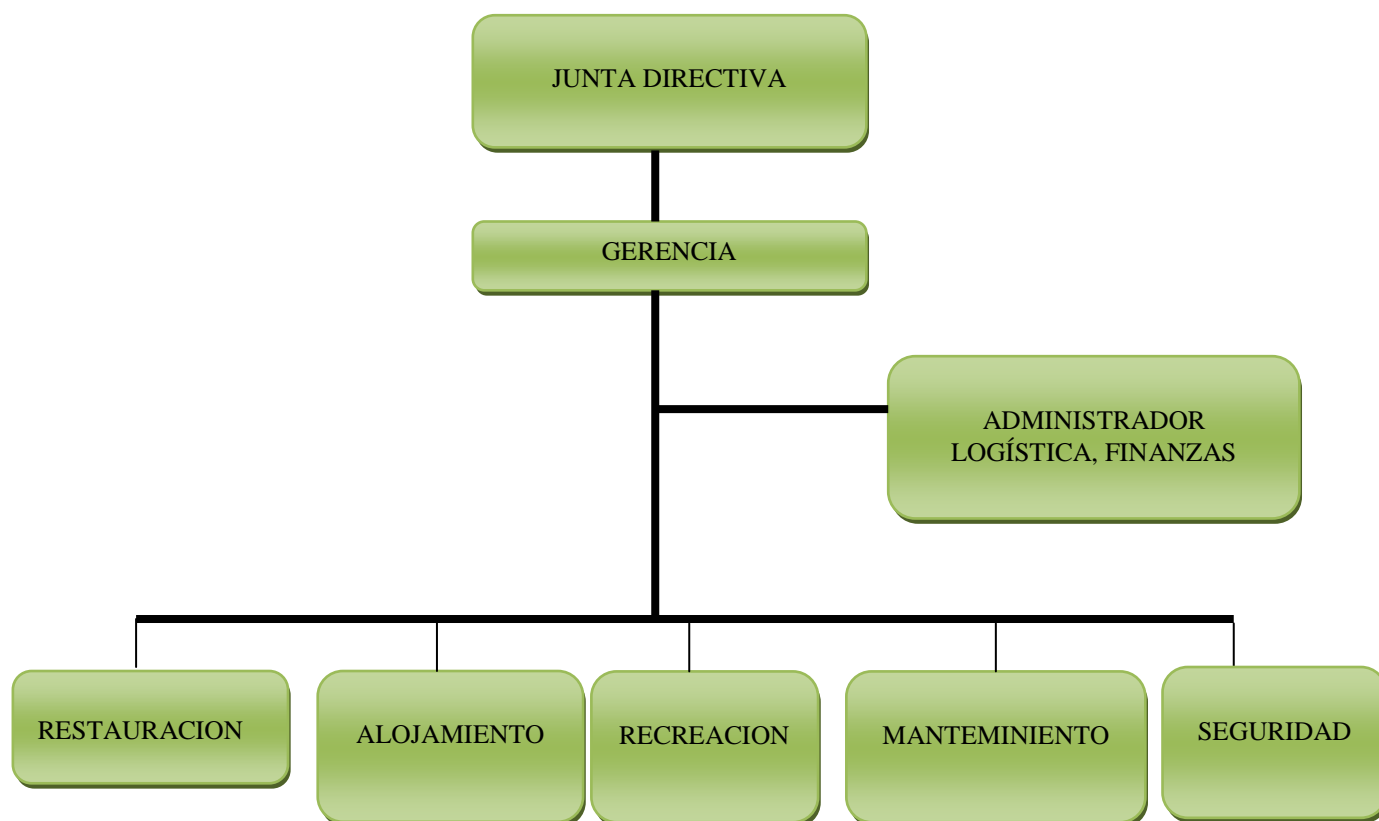 JUNTA DIRECTIVA
GERENCIA
ADMINISTRADOR
LOGÍSTICA, FINANZAS
RESTAURACION
ALOJAMIENTO
RECREACION
MANTEMINIENTO
SEGURIDAD